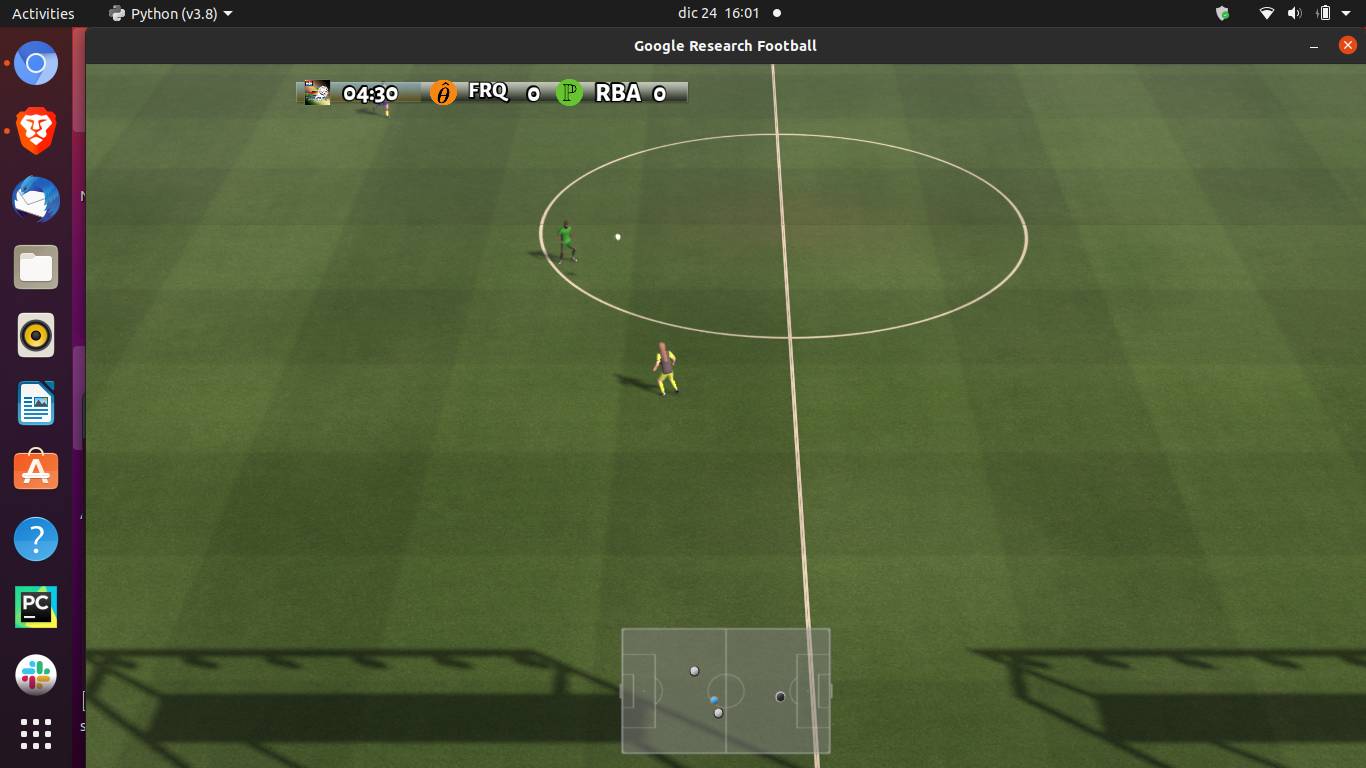 Activities Python (v3.8) dic 24 16:01
Google Research Football
04:30 θ̂ FRQ 0 ℙ RBA 0
?
PC